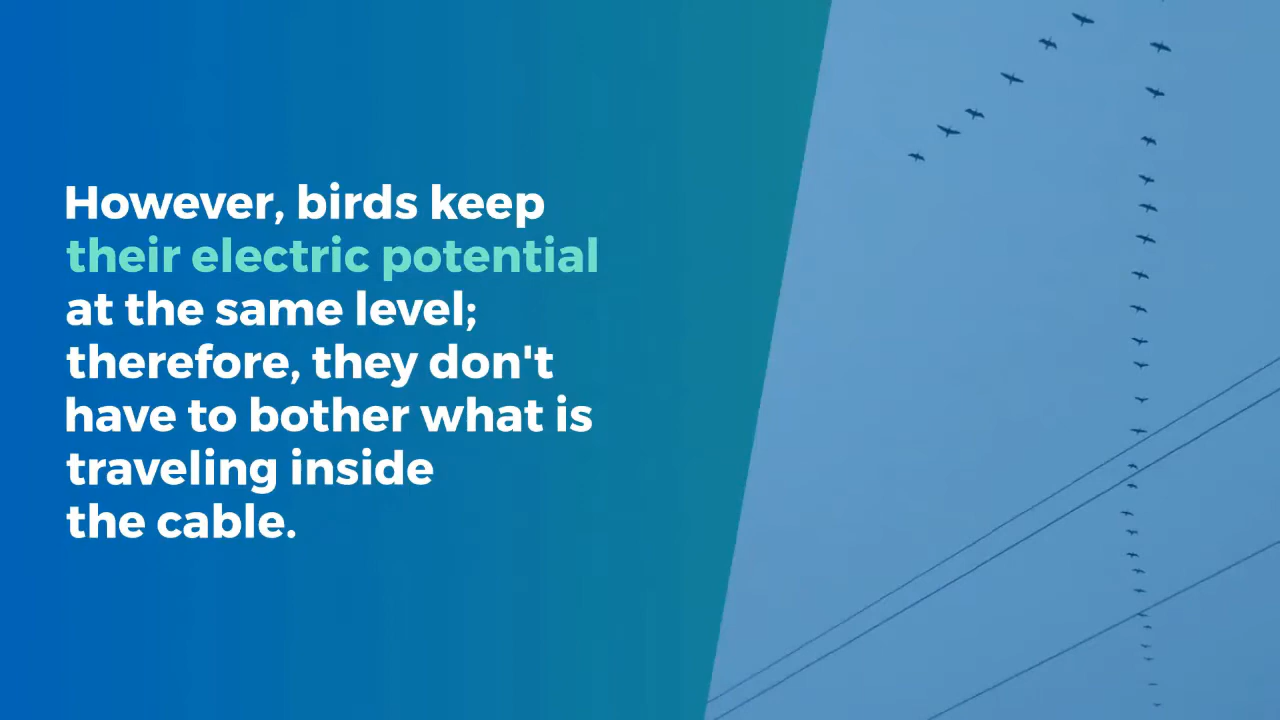 However, birds keep
their electric potential
at the same level;
therefore, they don't
have to bother what is
traveling inside
the cable.